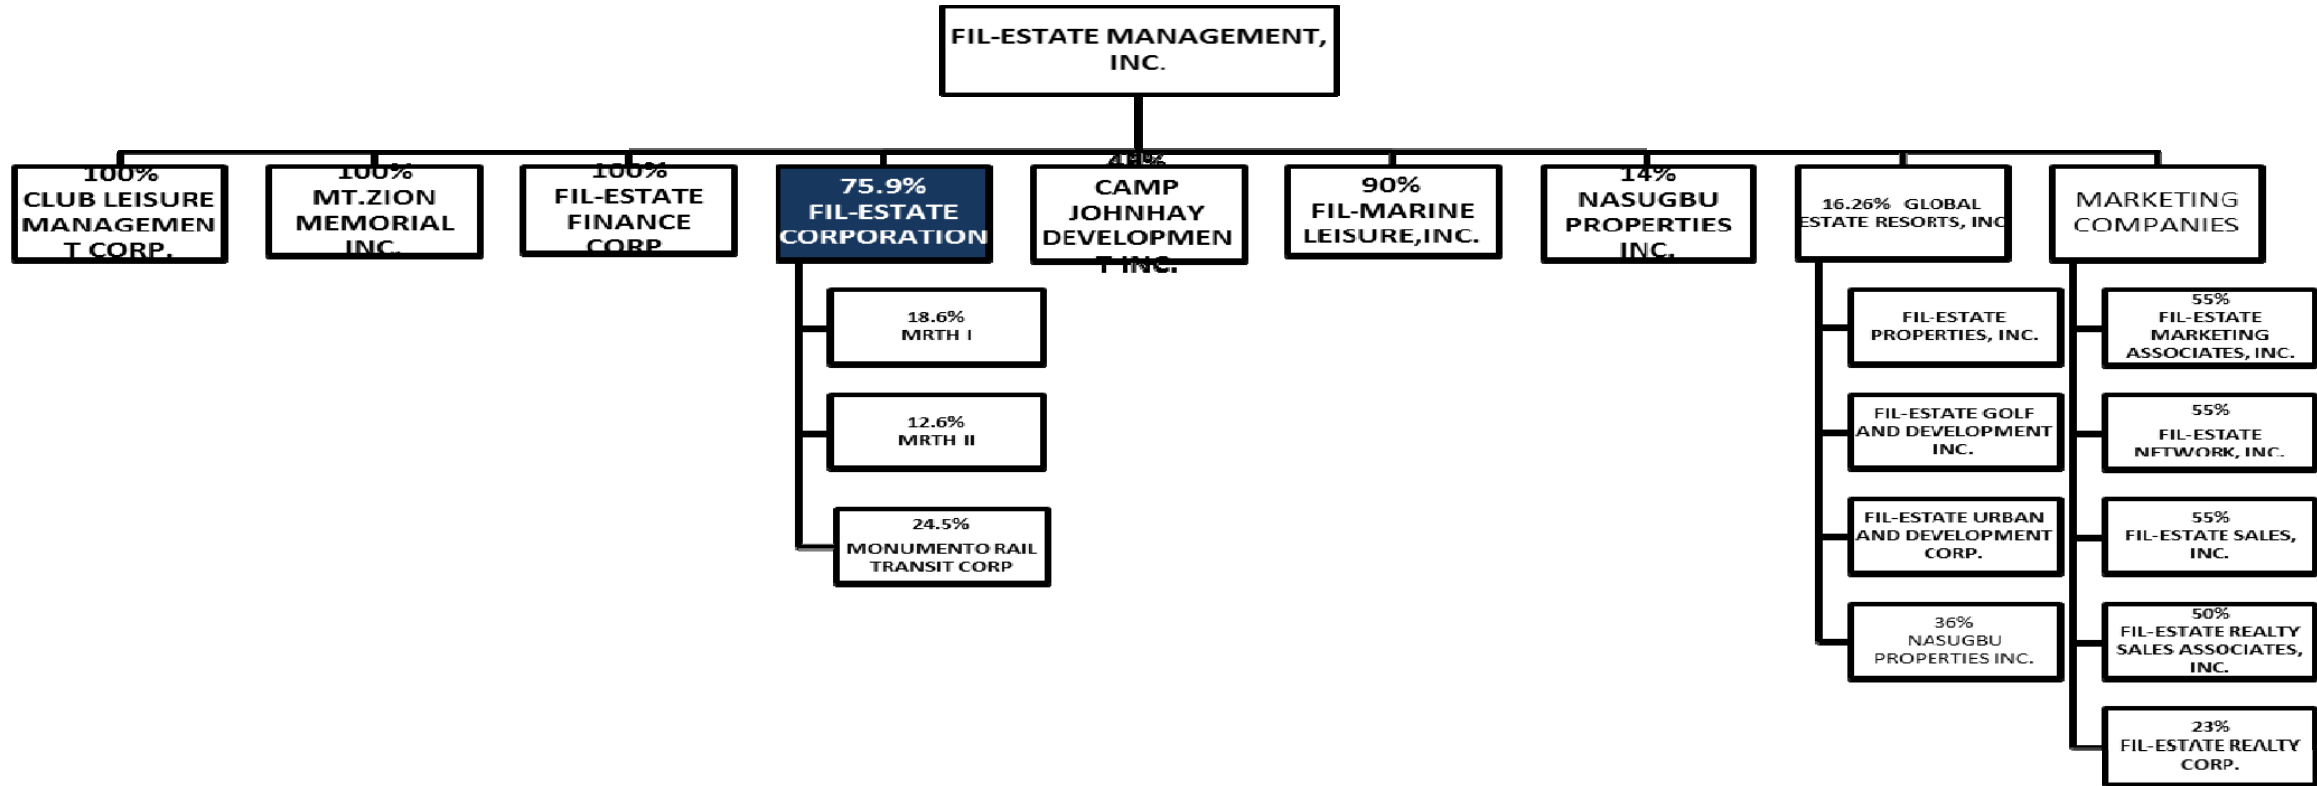 FIL-ESTATE MANAGEMENT,
INC.
100%
CLUB LEISURE
MANAGEMEN
T CORP.
100%
MT.ZION
MEMORIAL
INC.
100%
FIL-ESTATE
FINANCE
CORP
75.9%
FIL-ESTATE
CORPORATION
CAMP
JOHNHAY
DEVELOPMEN
T INC.
90%
FIL-MARINE
LEISURE,INC.
14%
NASUGBU
PROPERTIES
INC.
16.26% GLOBAL
ESTATE RESORTS, INC
MARKETING
COMPANIES
18.6%
MRTH I
12.6%
MRTH II
24.5%
MONUMENTO RAIL
TRANSIT CORP
FIL-ESTATE
PROPERTIES, INC.
FIL-ESTATE GOLF
AND DEVELOPMENT
INC.
FIL-ESTATE URBAN
AND DEVELOPMENT
CORP.
36%
NASUGBU
PROPERTIES INC.
55%
FIL-ESTATE
MARKETING
ASSOCIATES, INC.
55%
FIL-ESTATE
NETWORK, INC.
55%
FIL-ESTATE SALES,
INC.
50%
FIL-ESTATE REALTY
SALES ASSOCIATES,
INC.
23%
FIL-ESTATE REALTY
CORP.